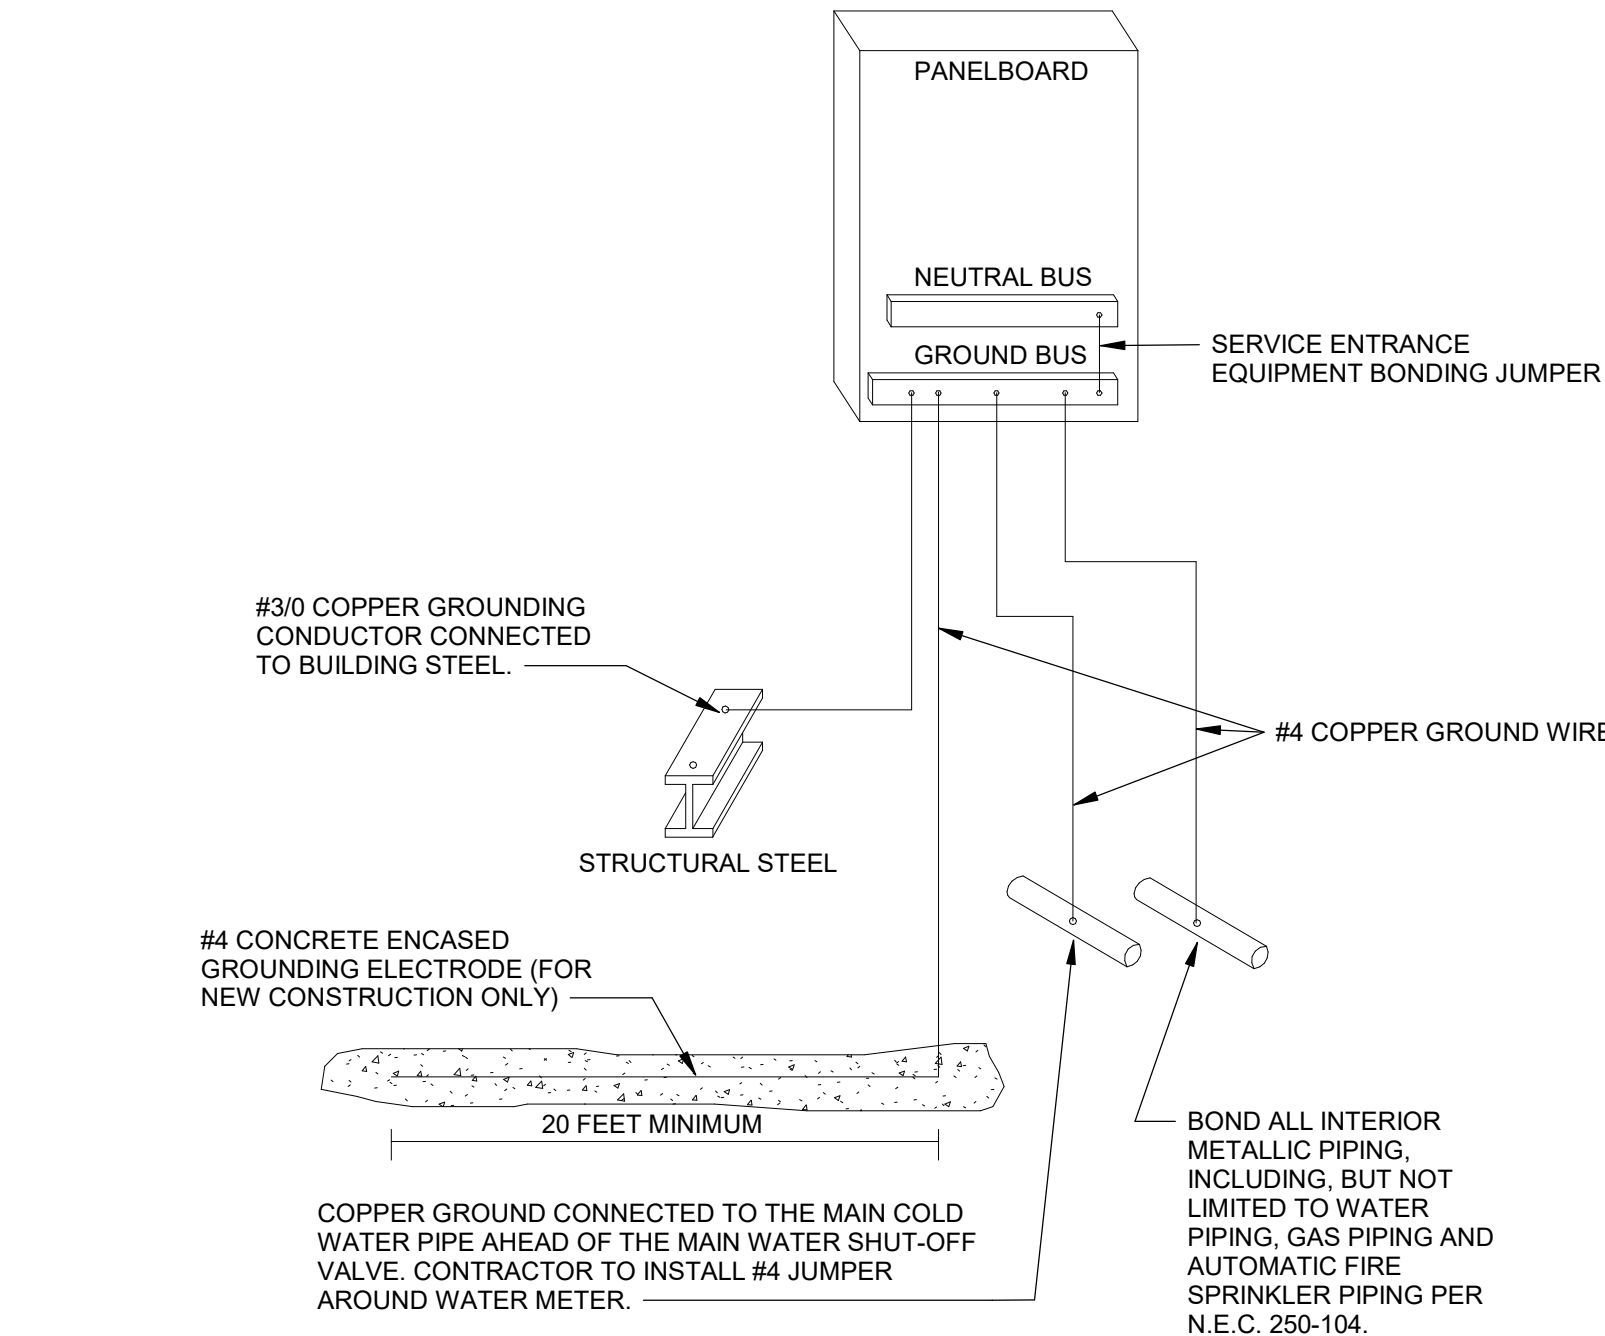 PANELBOARD
NEUTRAL BUS
GROUND BUS
SERVICE ENTRANCE
EQUIPMENT BONDING JUMPER
#3/0 COPPER GROUNDING
CONDUCTOR CONNECTED
TO BUILDING STEEL.
#4 COPPER GROUND WIRE
STRUCTURAL STEEL
#4 CONCRETE ENCASED
GROUNDING ELECTRODE (FOR
NEW CONSTRUCTION ONLY)
20 FEET MINIMUM
COPPER GROUND CONNECTED TO THE MAIN COLD
WATER PIPE AHEAD OF THE MAIN WATER SHUT-OFF
VALVE. CONTRACTOR TO INSTALL #4 JUMPER
AROUND WATER METER.
BOND ALL INTERIOR
METALLIC PIPING,
INCLUDING, BUT NOT
LIMITED TO WATER
PIPING, GAS PIPING AND
AUTOMATIC FIRE
SPRINKLER PIPING PER
N.E.C. 250-104.